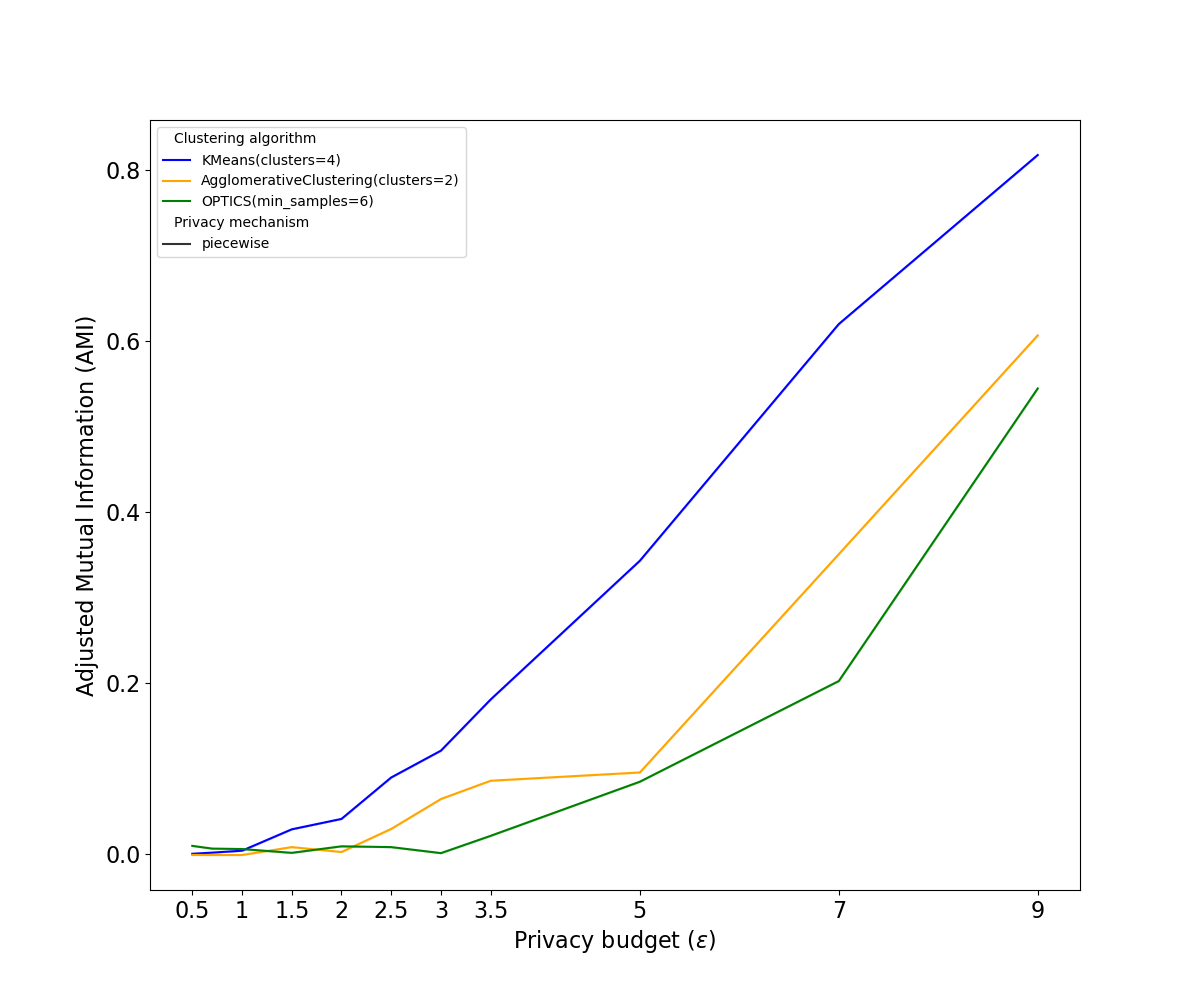 Clustering algorithm
KMeans(clusters=4)
AgglomerativeClustering(clusters=2)
OPTICS(min_samples=6)
Privacy mechanism
piecewise
Adjusted Mutual Information (AMI)
0.8
0.6
0.4
0.2
0.0
0.5 1 1.5 2 2.5 3 3.5 5 7 9
Privacy budget (ε)